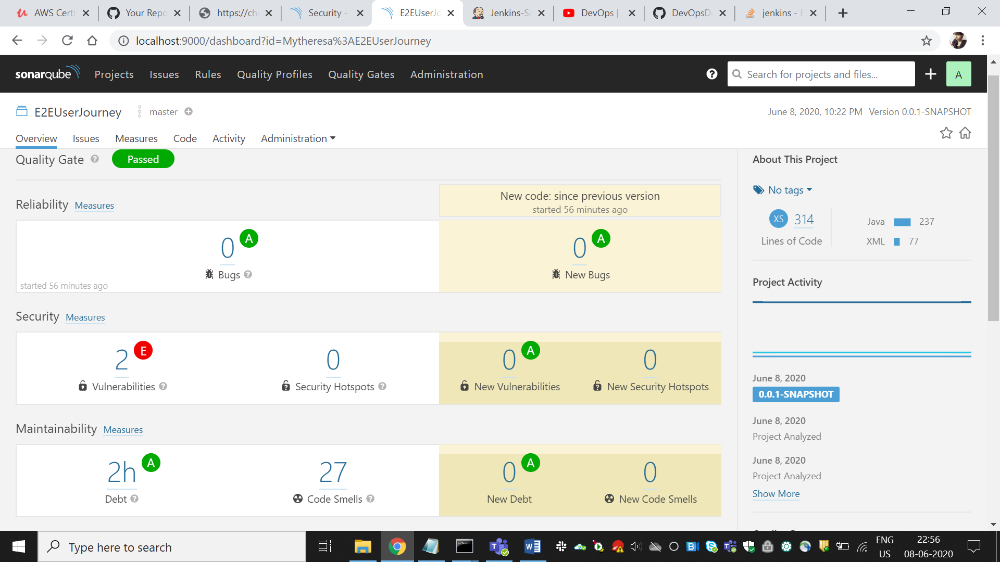 AWS Certi
Your Repo
https://ch
Security -
E2EUserJo
Jenkins-Se
DevOps |
DevOpsDe
jenkins - E
localhost:9000/dashboard?id=Mytheresa%3AE2EUserJourney
sonarqube
Projects
Issues
Rules
Quality Profiles
Quality Gates
Administration
Search for projects and files...
A
E2EUserJourney
master
June 8, 2020, 10:22 PM Version 0.0.1-SNAPSHOT
Overview
Issues
Measures
Code
Activity
Administration
Quality Gate
Passed
New code: since previous version
started 56 minutes ago
Reliability Measures
0 A
Bugs
started 56 minutes ago
0 A
New Bugs
Security Measures
2 E
Vulnerabilities
0
Security Hotspots
0 A
New Vulnerabilities
0
New Security Hotspots
Maintainability Measures
2h A
Debt
27
Code Smells
0 A
New Debt
0
New Code Smells
About This Project
No tags
XS 314
Lines of Code
Java 237
XML 77
Project Activity
June 8, 2020
0.0.1-SNAPSHOT
June 8, 2020
Project Analyzed
June 8, 2020
Project Analyzed
Show More
Type here to search
ENG
US
22:56
08-06-2020